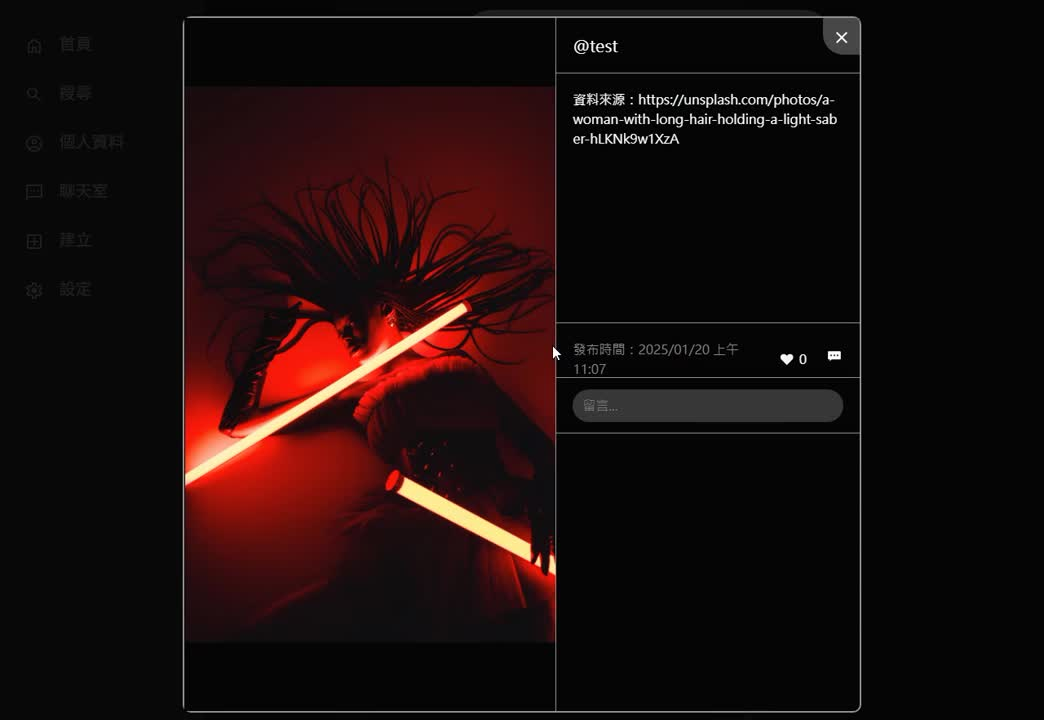 首頁
搜尋
個人資料
聊天室
建立
設定
@test
資料來源：https://unsplash.com/photos/a-
woman-with-long-hair-holding-a-light-sab
er-hLKNk9w1XzA
發布時間：2025/01/20 上午
11:07
0
留言...